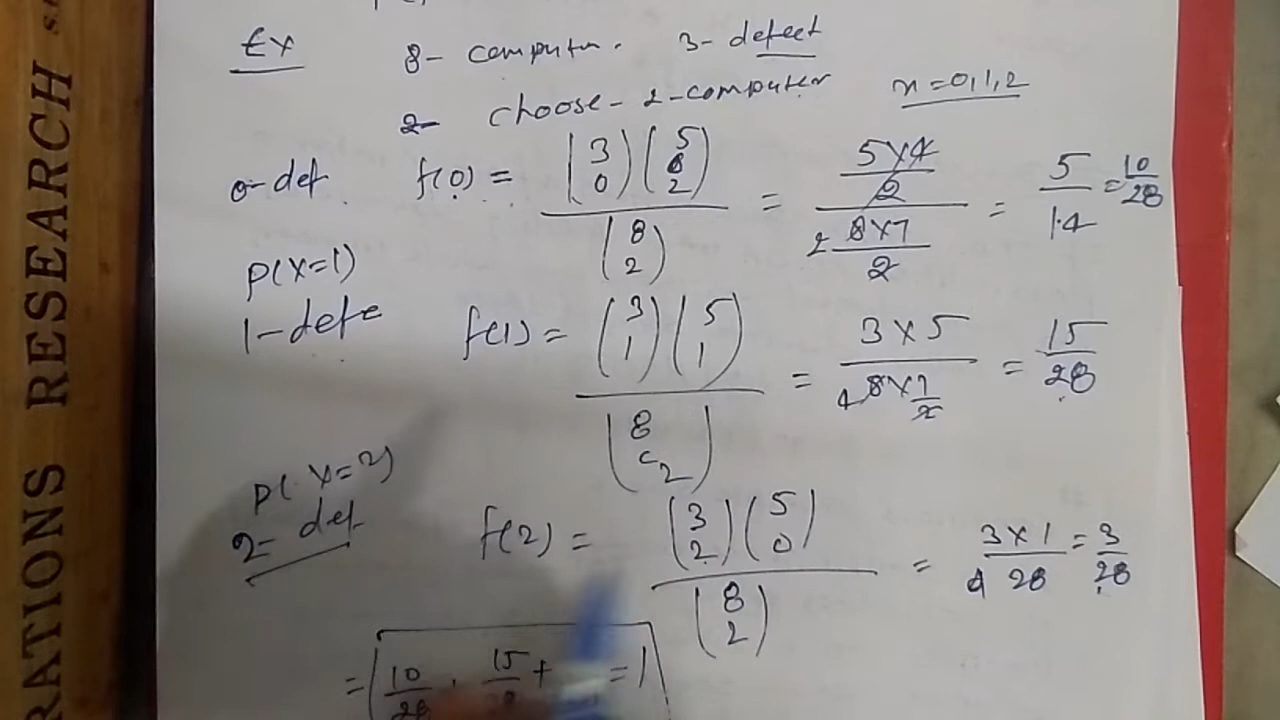 RATIONS RESEARCH
Ex 8- computer. 3- defect
2- choose - 2-computer x = 0,1,2
0-def f(0) = (3 0)(5 2) / (8 2) = (5×4 / 2) / (8×7 / 2) = 5/14 = 10/28
P(X=1)
1-defe f(1) = (3 1)(5 1) / (8 c 2) = 3×5 / 4 8×7/2 = 15/28
P(X=2)
2- def f(2) = (3 2)(5 0) / (8 2) = 3×1 / 28 = 3/28
= 10/28 + 15/ + = 1